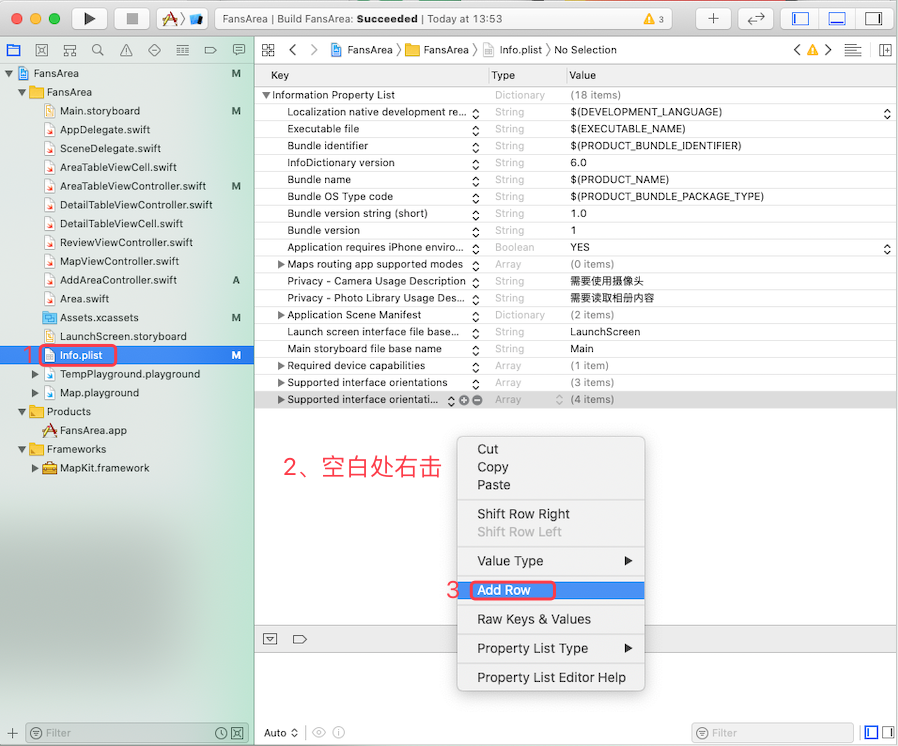 FansArea | Build FansArea: Succeeded | Today at 13:53
3
FansArea
FansArea
Info.plist
No Selection
FansArea M
FansArea
Main.storyboard M
AppDelegate.swift
SceneDelegate.swift
AreaTableViewCell.swift
AreaTableViewController.swift M
DetailTableViewController.swift
DetailTableViewCell.swift
ReviewViewController.swift
MapViewController.swift
AddAreaController.swift A
Area.swift
Assets.xcassets M
LaunchScreen.storyboard
1 Info.plist M
TempPlayground.playground
Map.playground
Products
FansArea.app
Frameworks
MapKit.framework
Filter
Key Type Value
Information Property List Dictionary (18 items)
Localization native development re... String $(DEVELOPMENT_LANGUAGE)
Executable file String $(EXECUTABLE_NAME)
Bundle identifier String $(PRODUCT_BUNDLE_IDENTIFIER)
InfoDictionary version String 6.0
Bundle name String $(PRODUCT_NAME)
Bundle OS Type code String $(PRODUCT_BUNDLE_PACKAGE_TYPE)
Bundle version string (short) String 1.0
Bundle version String 1
Application requires iPhone enviro... Boolean YES
Maps routing app supported modes Array (0 items)
Privacy - Camera Usage Description String 需要使用摄像头
Privacy - Photo Library Usage Des... String 需要读取相册内容
Application Scene Manifest Dictionary (2 items)
Launch screen interface file base... String LaunchScreen
Main storyboard file base name String Main
Required device capabilities Array (1 item)
Supported interface orientations Array (3 items)
Supported interface orientati... Array (4 items)
2、空白处右击
Cut
Copy
Paste
Shift Row Right
Shift Row Left
Value Type
3 Add Row
Raw Keys & Values
Property List Type
Property List Editor Help
Auto
Filter